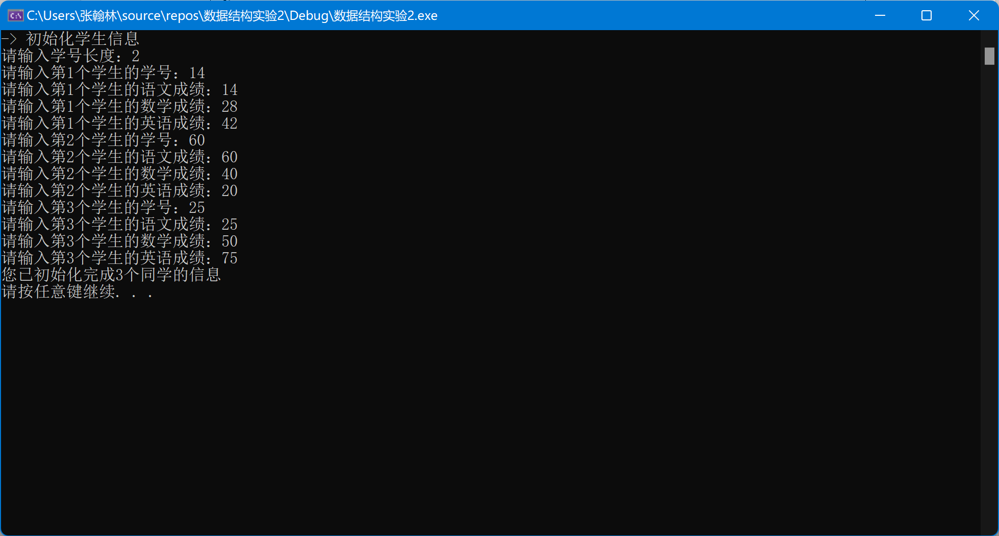 C:\Users\张翰林\source\repos\数据结构实验2\Debug\数据结构实验2.exe
-> 初始化学生信息
请输入学号长度：2
请输入第1个学生的学号：14
请输入第1个学生的语文成绩：14
请输入第1个学生的数学成绩：28
请输入第1个学生的英语成绩：42
请输入第2个学生的学号：60
请输入第2个学生的语文成绩：60
请输入第2个学生的数学成绩：40
请输入第2个学生的英语成绩：20
请输入第3个学生的学号：25
请输入第3个学生的语文成绩：25
请输入第3个学生的数学成绩：50
请输入第3个学生的英语成绩：75
您已初始化完成3个同学的信息
请按任意键继续. . .